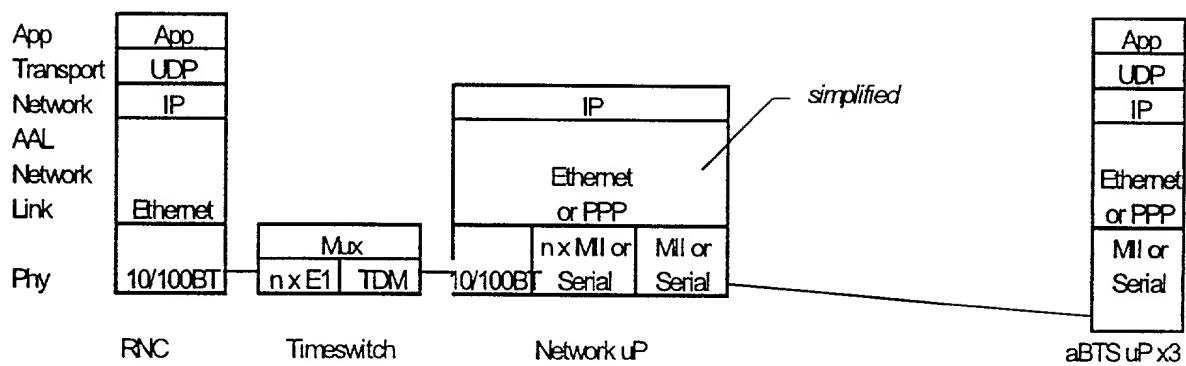 App App App
Transport UDP UDP
Network IP IP simplified IP
AAL
Network Ethernet Ethernet
Link Ethernet or PPP or PPP
Mux n x MII or MII or MII or
Phy 10/100BT n x E1 TDM 10/100BT Serial Serial Serial
RNC Timeswitch Network uP aBTS uP x3